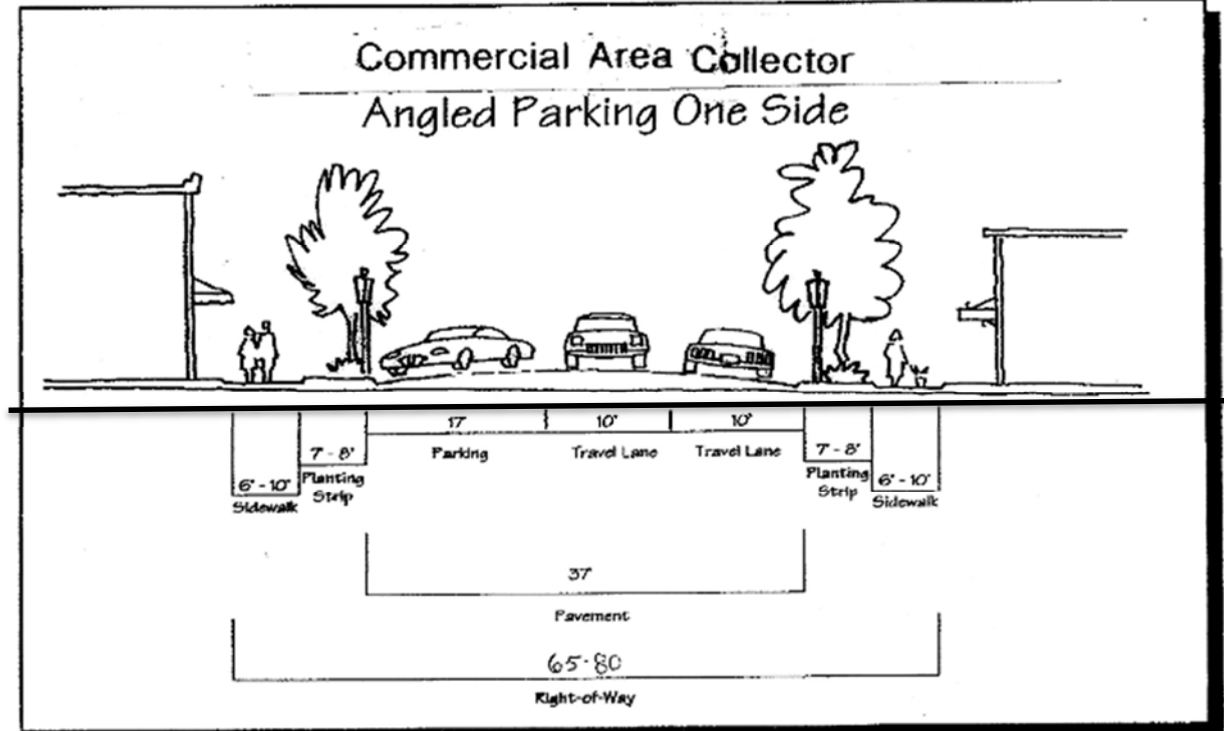 Commercial Area Collector
Angled Parking One Side
17'
10'
10'
7' - 8'
Parking
Travel Lane
Travel Lane
7' - 8'
6' - 10'
Planting
Strip
Planting
Strip
6' - 10'
Sidewalk
Sidewalk
37'
Pavement
65-80
Right-of-Way